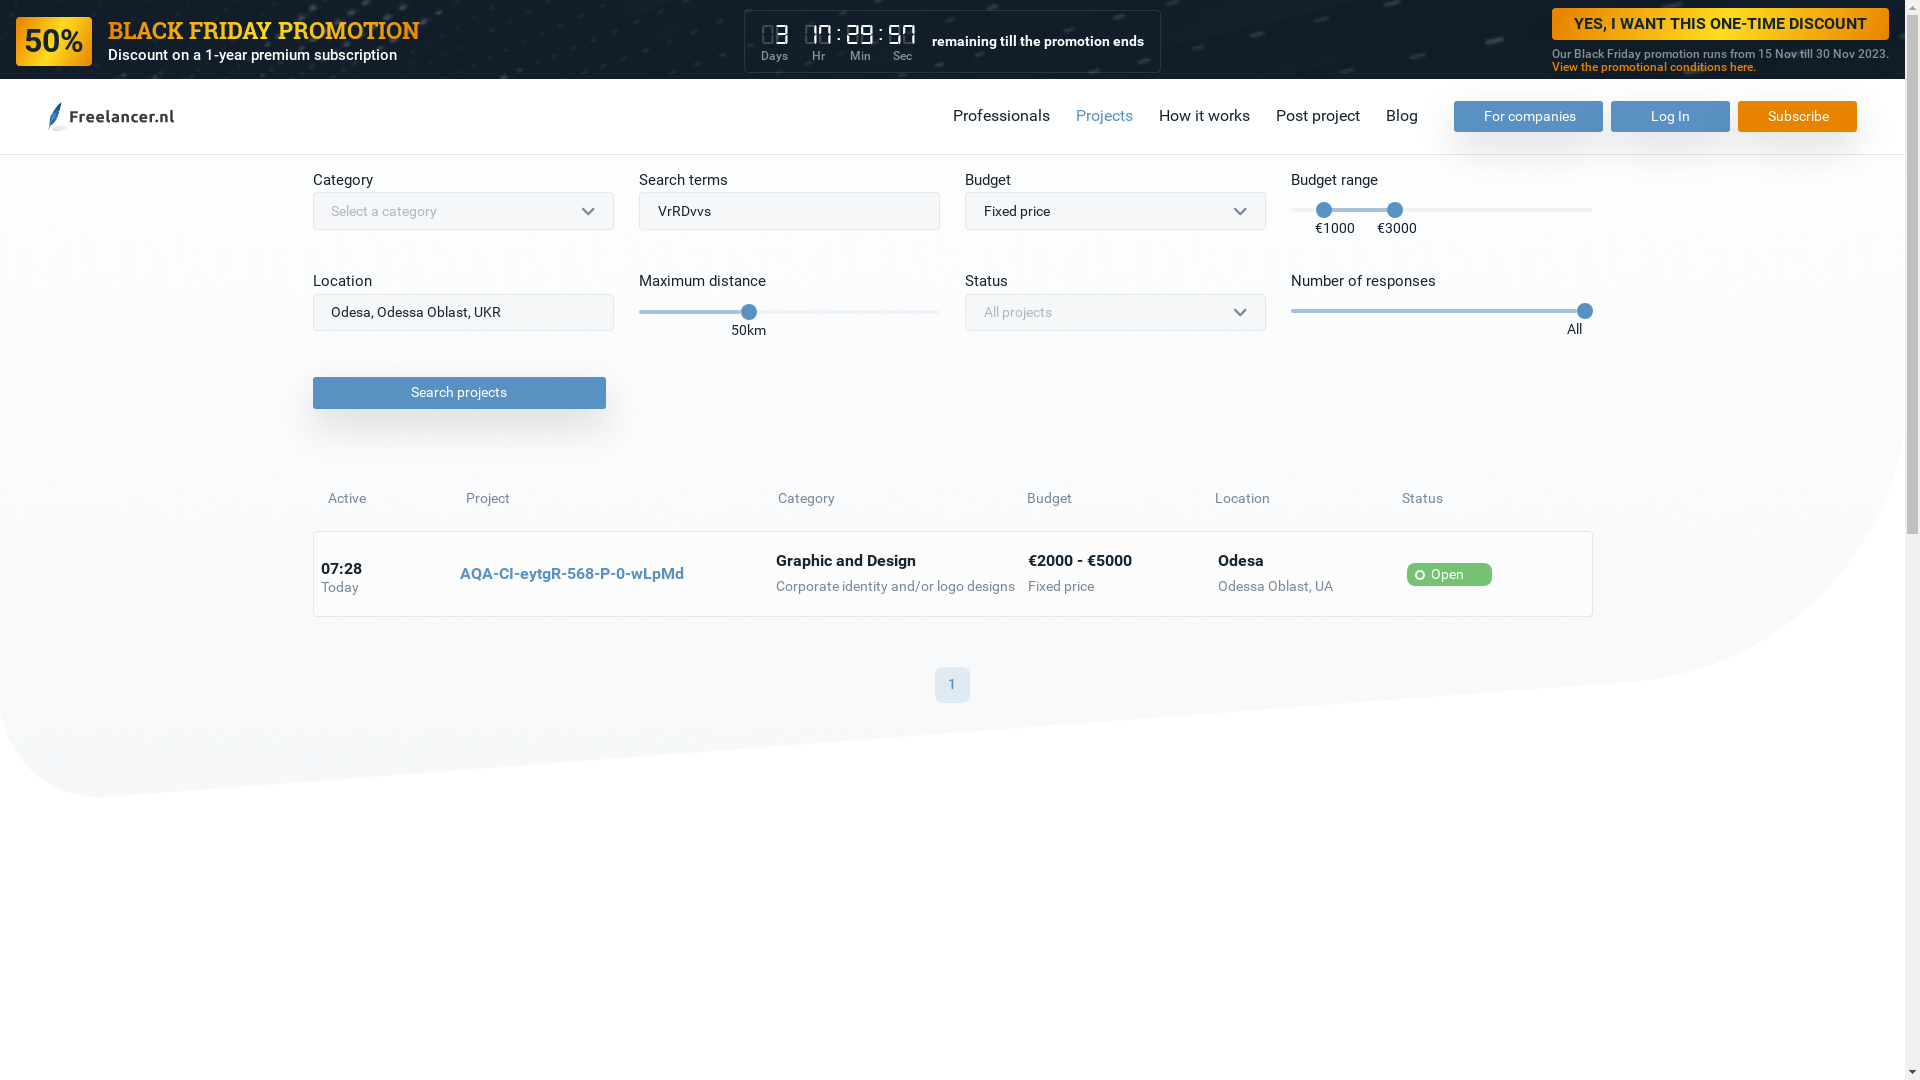 50%
BLACK FRIDAY PROMOTION
Discount on a 1-year premium subscription
3 17 : 29 : 57
Days Hr Min Sec
remaining till the promotion ends
YES, I WANT THIS ONE-TIME DISCOUNT
Our Black Friday promotion runs from 15 Nov till 30 Nov 2023.
View the promotional conditions here.
Freelancer.nl
Professionals Projects How it works Post project Blog For companies Log In Subscribe
Category Search terms Budget Budget range
Select a category VrRDvvs Fixed price
€1000 €3000
Location Maximum distance Status Number of responses
Odesa, Odessa Oblast, UKR All projects
50km All
Search projects
Active Project Category Budget Location Status
07:28
Today
AQA-CI-eytgR-568-P-0-wLpMd
Graphic and Design
Corporate identity and/or logo designs
€2000 - €5000
Fixed price
Odesa
Odessa Oblast, UA
Open
1